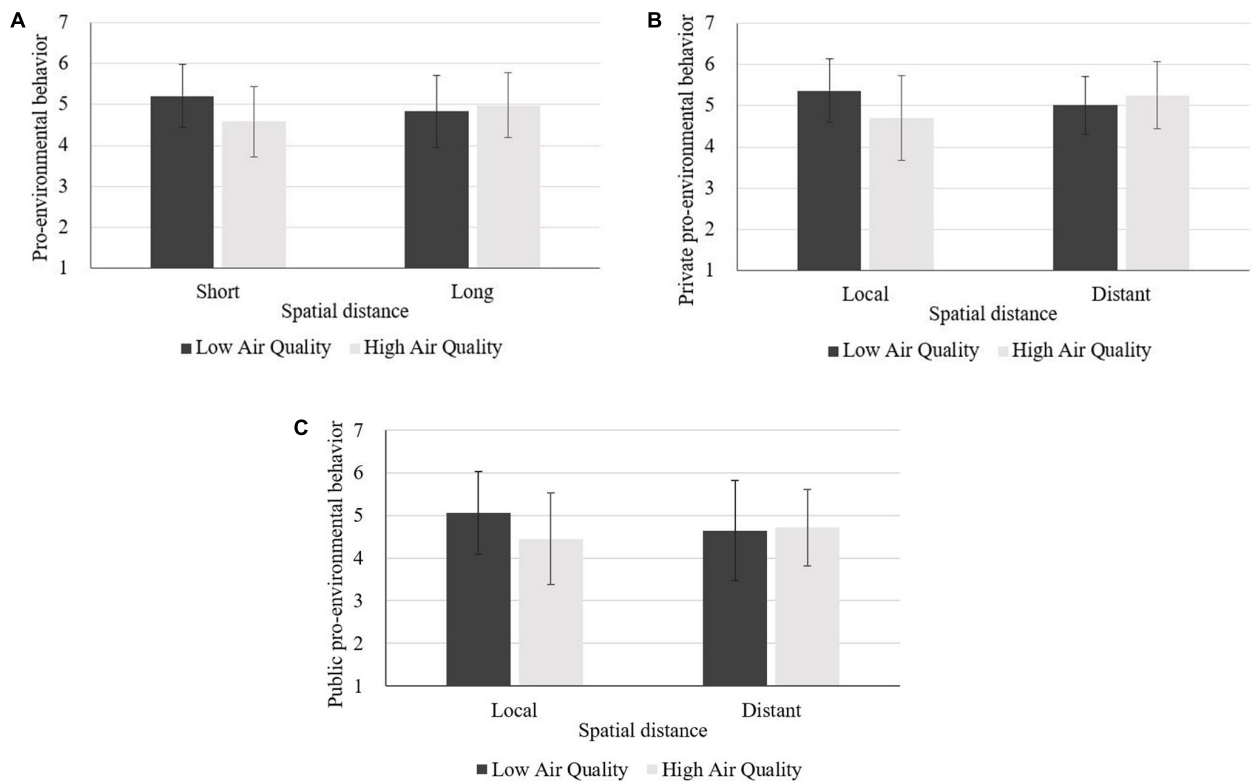 A
Pro-environmental behavior
7
6
5
4
3
2
1
Short Long
Spatial distance
Low Air Quality High Air Quality
B
Private pro-environmental behavior
7
6
5
4
3
2
1
Local Distant
Spatial distance
Low Air Quality High Air Quality
C
Public pro-environmental behavior
7
6
5
4
3
2
1
Local Distant
Spatial distance
Low Air Quality High Air Quality